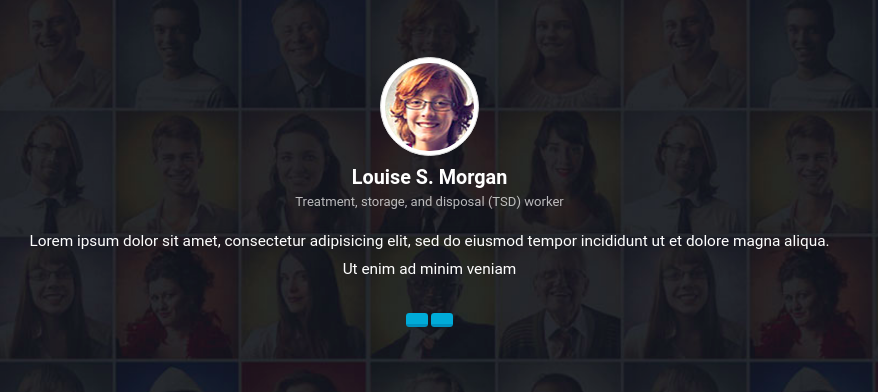 Louise S. Morgan
Treatment, storage, and disposal (TSD) worker
Lorem ipsum dolor sit amet, consectetur adipisicing elit, sed do eiusmod tempor incididunt ut et dolore magna aliqua.
Ut enim ad minim veniam